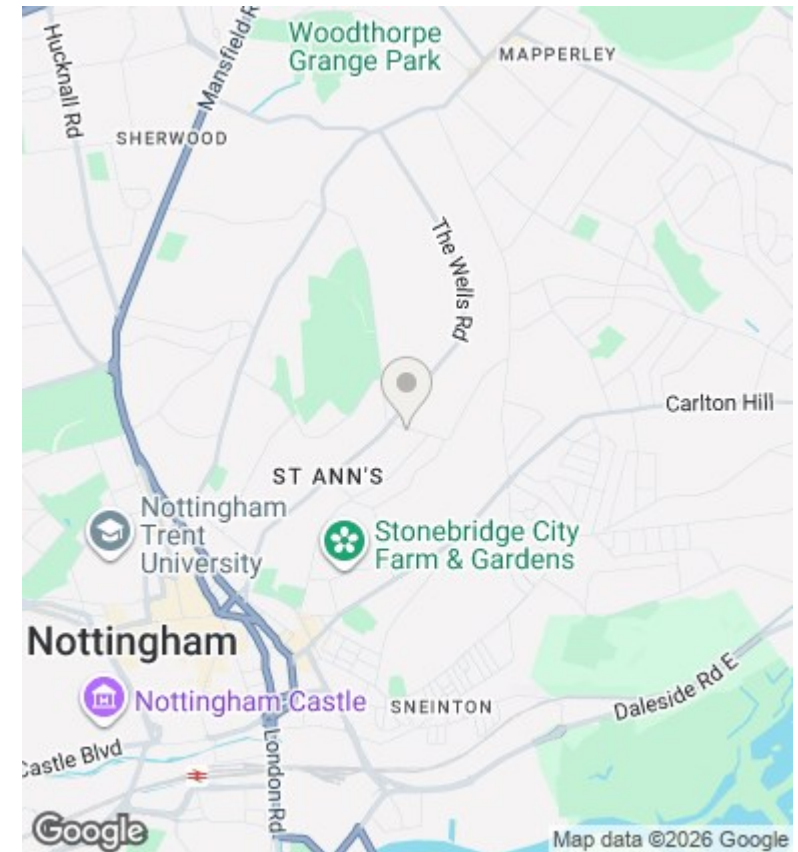 Woodthorpe
Grange Park
MAPPERLEY
Hucknall Rd
Mansfield R
SHERWOOD
The Wells Rd
Carlton Hill
ST ANN'S
Nottingham
Trent
University
Stonebridge City
Farm & Gardens
Nottingham
Nottingham Castle
SNEINTON
Daleside Rd E
Castle Blvd
London Rd
Google
Map data ©2026 Google